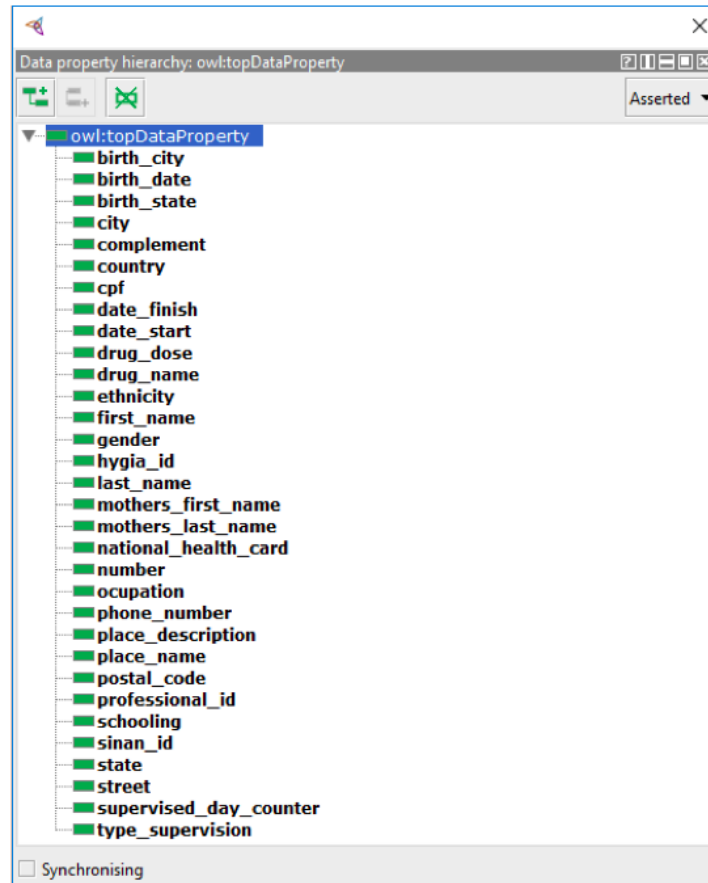 Data property hierarchy: owl:topDataProperty
Asserted
owl:topDataProperty
birth_city
birth_date
birth_state
city
complement
country
cpf
date_finish
date_start
drug_dose
drug_name
ethnicity
first_name
gender
hygia_id
last_name
mothers_first_name
mothers_last_name
national_health_card
number
ocupation
phone_number
place_description
place_name
postal_code
professional_id
schooling
sinan_id
state
street
supervised_day_counter
type_supervision
Synchronising